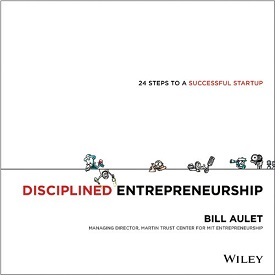 24 STEPS TO A SUCCESSFUL STARTUP
DISCIPLINED ENTREPRENEURSHIP
BILL AULET
MANAGING DIRECTOR, MARTIN TRUST CENTER FOR MIT ENTREPRENEURSHIP
WILEY